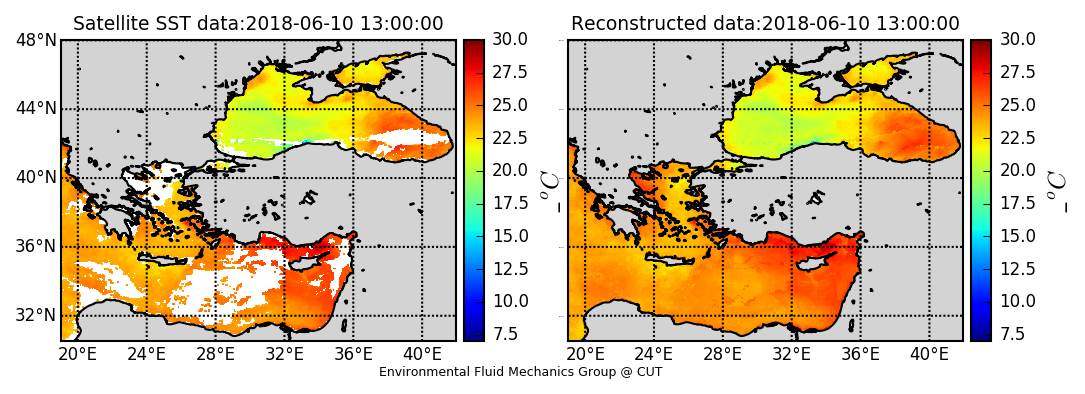 Satellite SST data:2018-06-10 13:00:00
48°N
44°N
40°N
36°N
32°N
20°E 24°E 28°E 32°E 36°E 40°E
30.0
27.5
25.0
22.5
20.0
17.5
15.0
12.5
10.0
7.5
_ °C
Reconstructed data:2018-06-10 13:00:00
20°E 24°E 28°E 32°E 36°E 40°E
30.0
27.5
25.0
22.5
20.0
17.5
15.0
12.5
10.0
7.5
_ °C
Environmental Fluid Mechanics Group @ CUT